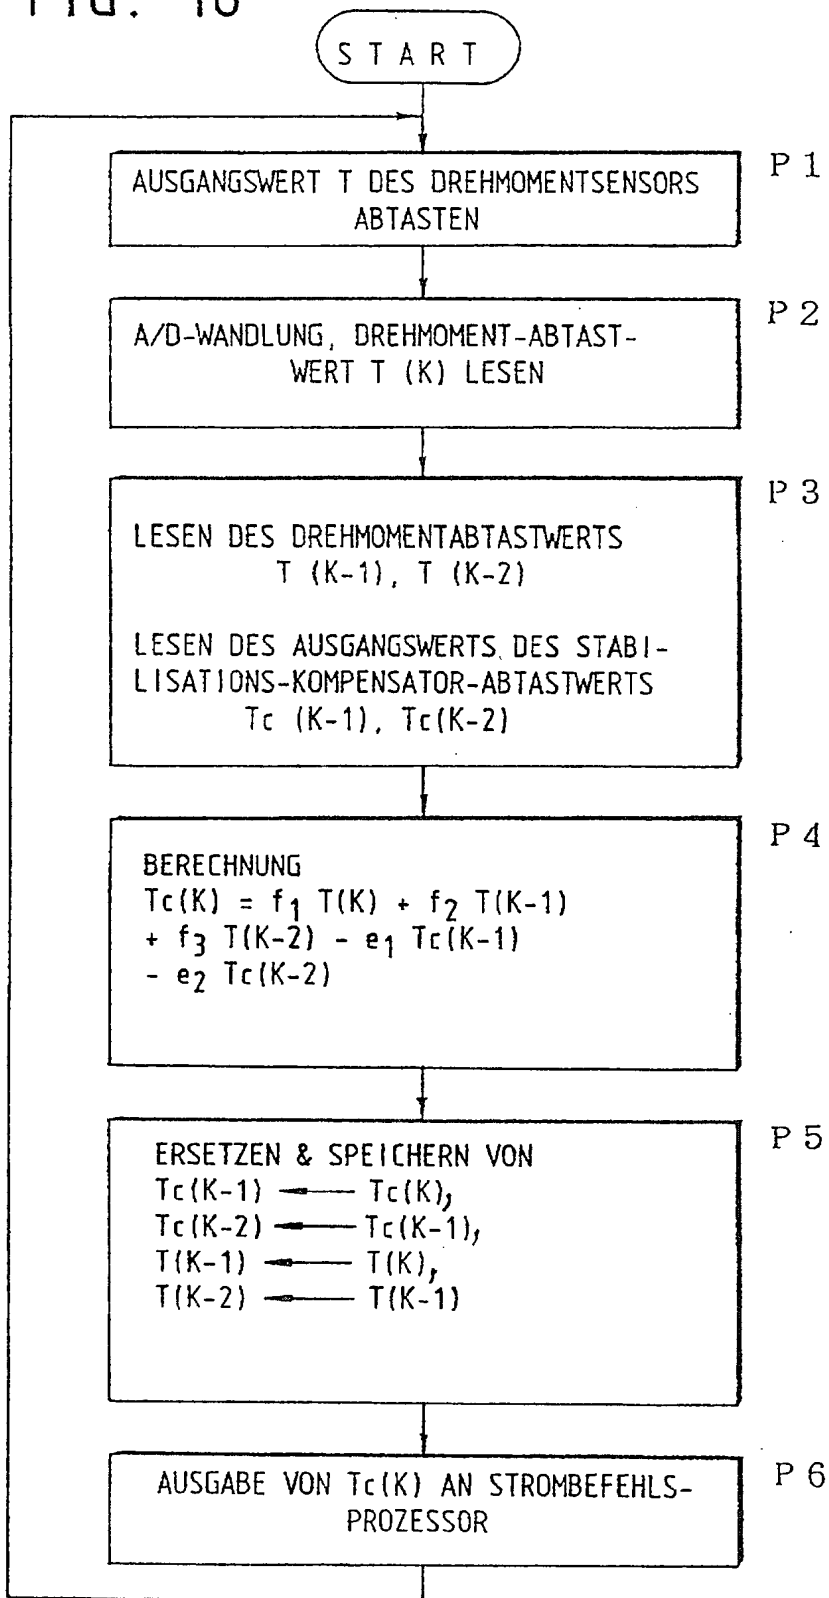 START
P 1
AUSGANGSWERT T DES DREHMOMENTSENSORS
ABTASTEN
P 2
A/D-WANDLUNG, DREHMOMENT-ABTAST-
WERT T (K) LESEN
P 3
LESEN DES DREHMOMENTABTASTWERTS
T (K-1), T (K-2)
LESEN DES AUSGANGSWERTS DES STABI-
LISATIONS-KOMPENSATOR-ABTASTWERTS
Tc (K-1), Tc(K-2)
P 4
BERECHNUNG
Tc(K) = f1 T(K) + f2 T(K-1)
+ f3 T(K-2) - e1 Tc(K-1)
- e2 Tc(K-2)
P 5
ERSETZEN & SPEICHERN VON
Tc(K-1) ← Tc(K),
Tc(K-2) ← Tc(K-1),
T(K-1) ← T(K),
T(K-2) ← T(K-1)
P 6
AUSGABE VON Tc(K) AN STROMBEFEHLS-
PROZESSOR